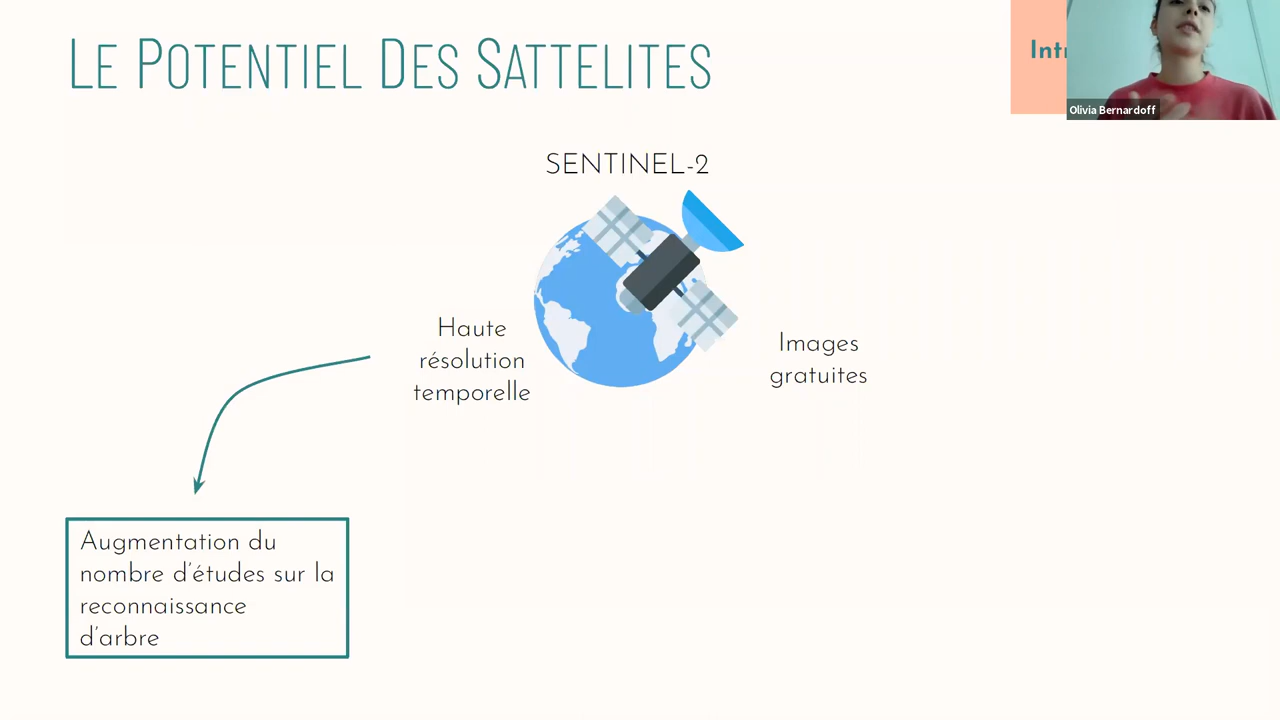 LE POTENTIEL DES SATTELITES
Olivia Bernardoff
SENTINEL-2
Haute
résolution
temporelle
Images
gratuites
Augmentation du
nombre d'études sur la
reconnaissance
d'arbre